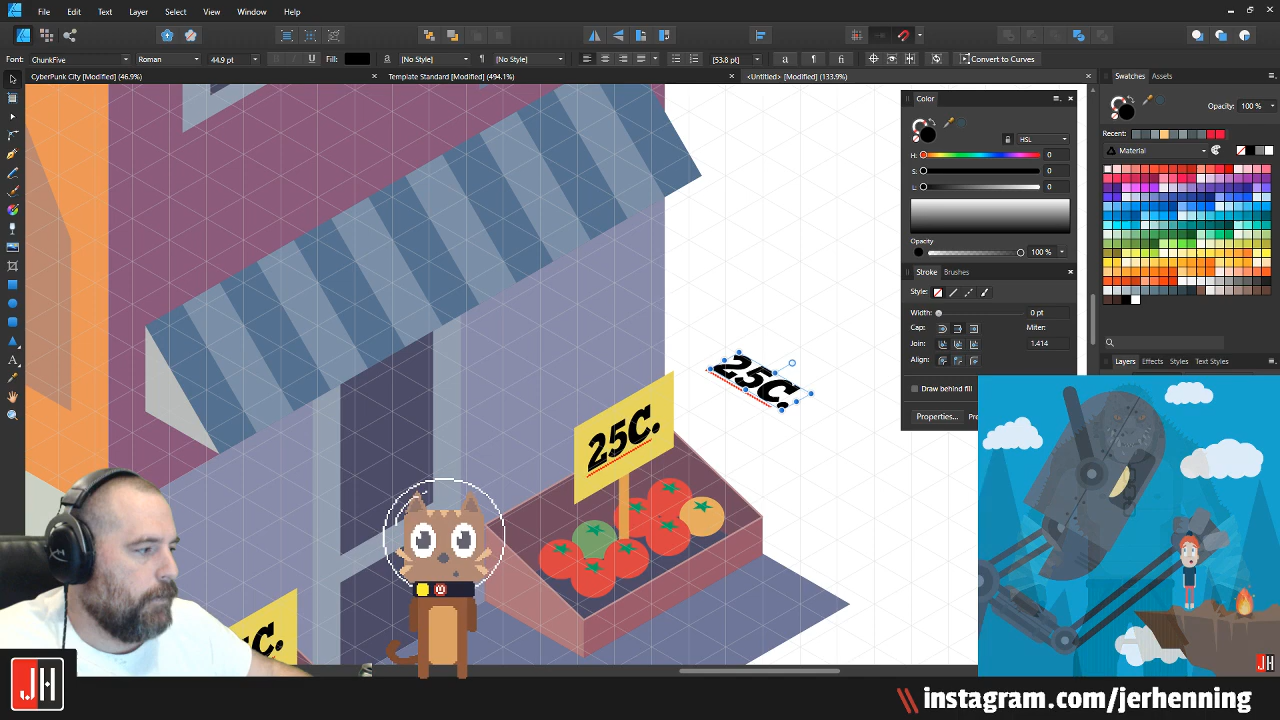 File Edit Text Layer Select View Window Help
Font: ChunkFive Roman 44.9 pt B I U Fill: [No Style] [No Style] [53.8 pt] Convert to Curves
CyberPunk City [Modified] (46.9%) Template Standard [Modified] (494.1%) <Untitled> [Modified] (133.9%)
Swatches Assets
Opacity: 100 %
Recent:
Material
Color
HSL
H: 0
S: 0
L: 0
Opacity
100 %
Stroke Brushes
Style:
Width: 0 pt
Cap: Miter:
Join: 1.414
Align:
Draw behind fill
Properties...
Layers Effects Styles Text Styles
25C.
25C.
C.
JH
JH
instagram.com/jerhenning